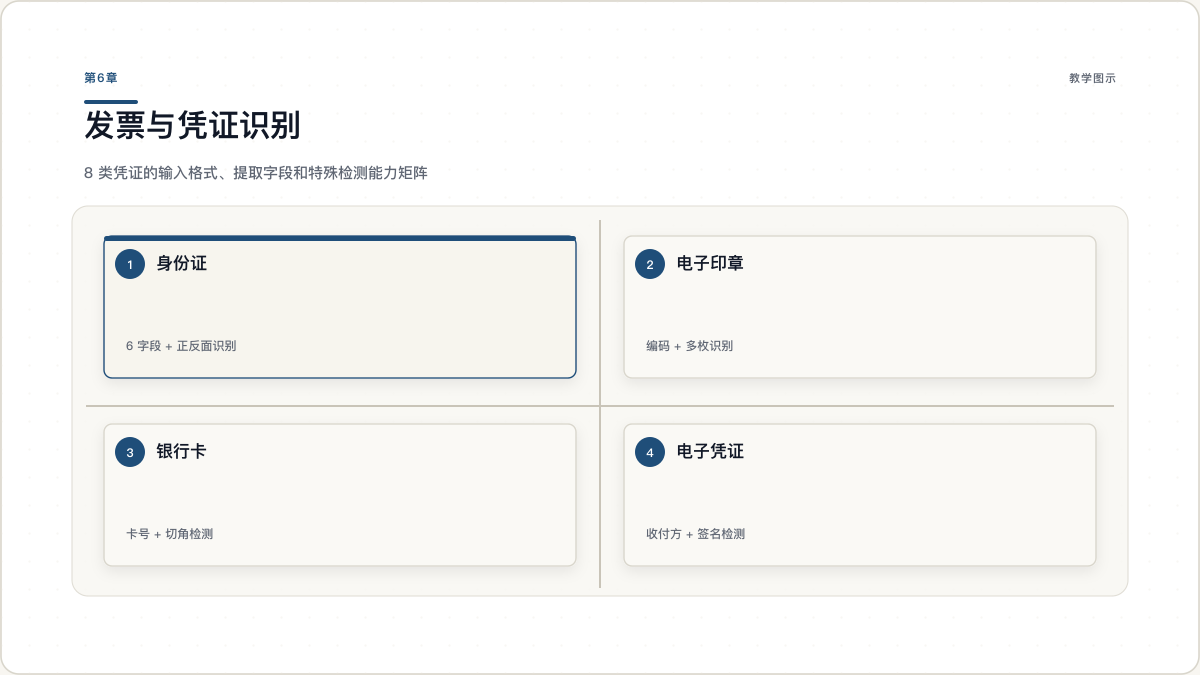 第6章
教学图示
发票与凭证识别
8 类凭证的输入格式、提取字段和特殊检测能力矩阵
1 身份证
6 字段 + 正反面识别
2 电子印章
编码 + 多枚识别
3 银行卡
卡号 + 切角检测
4 电子凭证
收付方 + 签名检测